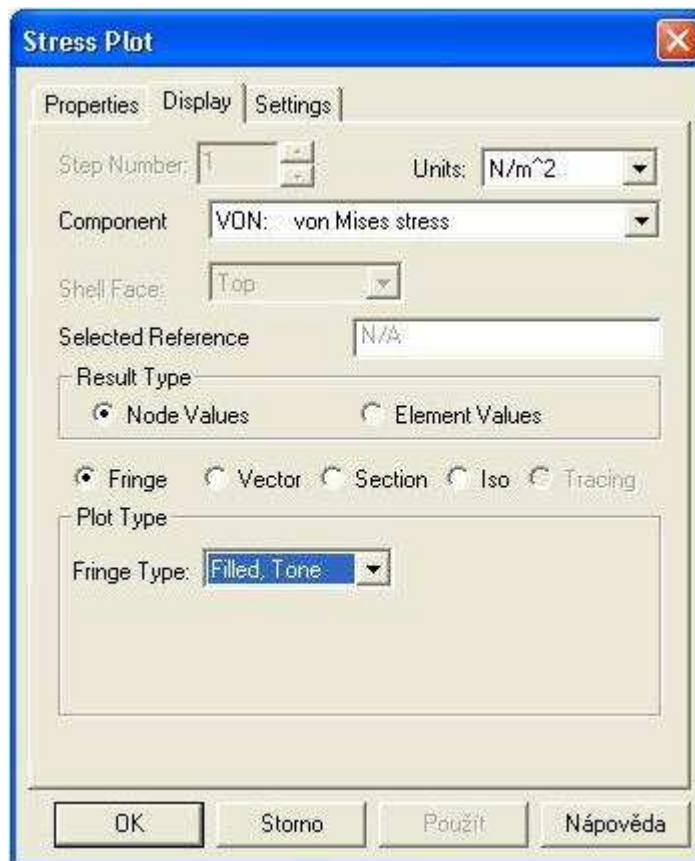 Stress Plot
Properties Display Settings
Step Number: 1 Units: N/m^2
Component VON: von Mises stress
Shell Face: Top
Selected Reference N/A
Result Type
Node Values Element Values
Fringe Vector Section Iso Tracing
Plot Type
Fringe Type: Filled, Tone
OK Storno Použít Nápověda